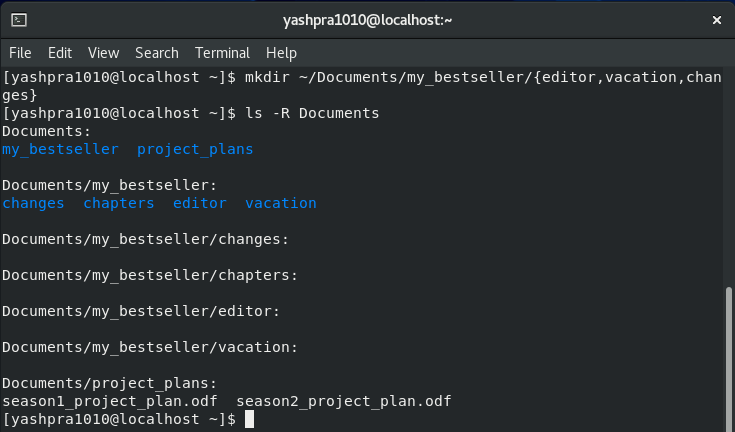 yashpra1010@localhost:~
File Edit View Search Terminal Help
[yashpra1010@localhost ~]$ mkdir ~/Documents/my_bestseller/{editor,vacation,chan
ges}
[yashpra1010@localhost ~]$ ls -R Documents
Documents:
my_bestseller  project_plans
Documents/my_bestseller:
changes  chapters  editor  vacation
Documents/my_bestseller/changes:
Documents/my_bestseller/chapters:
Documents/my_bestseller/editor:
Documents/my_bestseller/vacation:
Documents/project_plans:
season1_project_plan.odf  season2_project_plan.odf
[yashpra1010@localhost ~]$